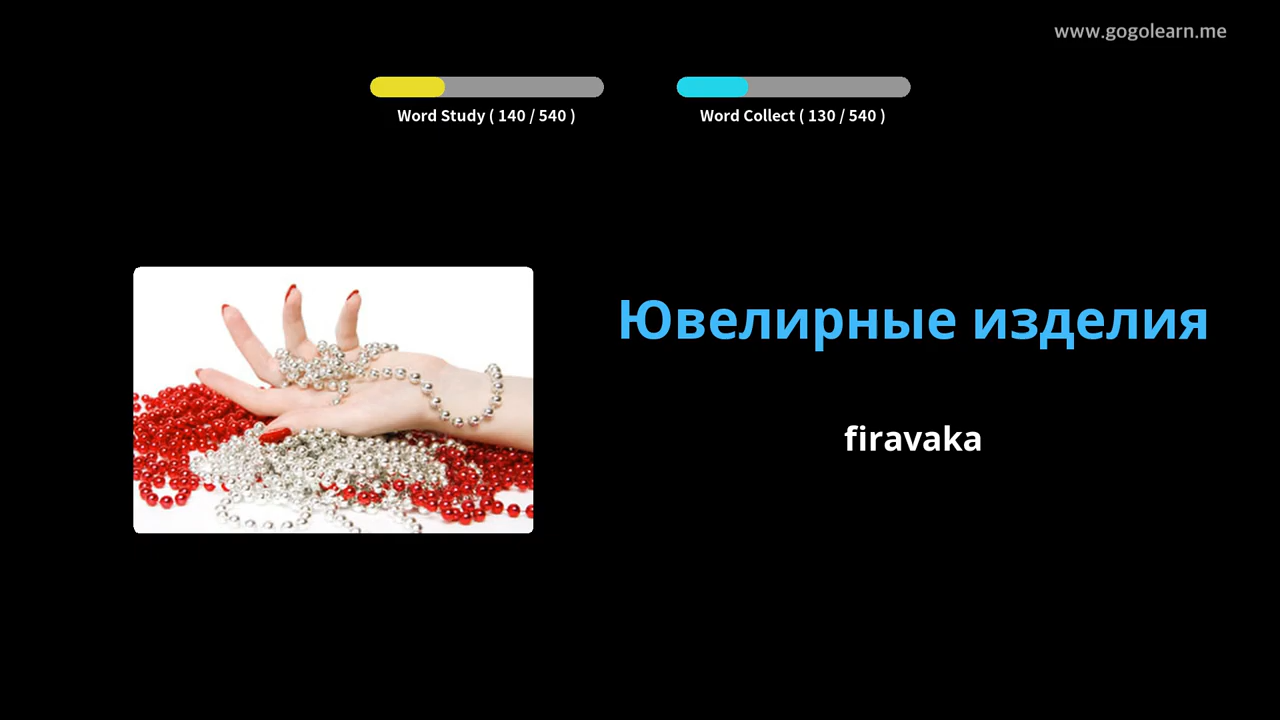 www.gogolearn.me
Word Study ( 140 / 540 )
Word Collect ( 130 / 540 )
Ювелирные изделия
firavaka